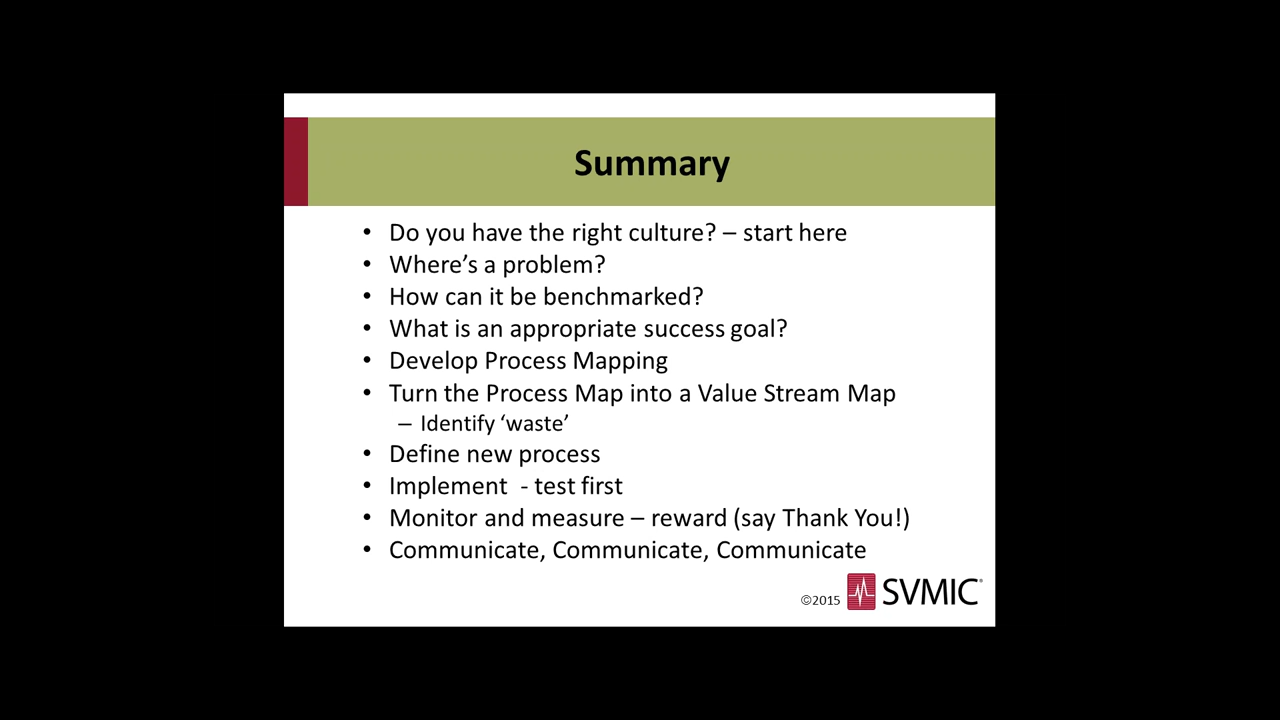 Summary
• Do you have the right culture? – start here
• Where’s a problem?
• How can it be benchmarked?
• What is an appropriate success goal?
• Develop Process Mapping
• Turn the Process Map into a Value Stream Map
– Identify ‘waste’
• Define new process
• Implement  - test first
• Monitor and measure – reward (say Thank You!)
• Communicate, Communicate, Communicate
©2015 SVMIC®